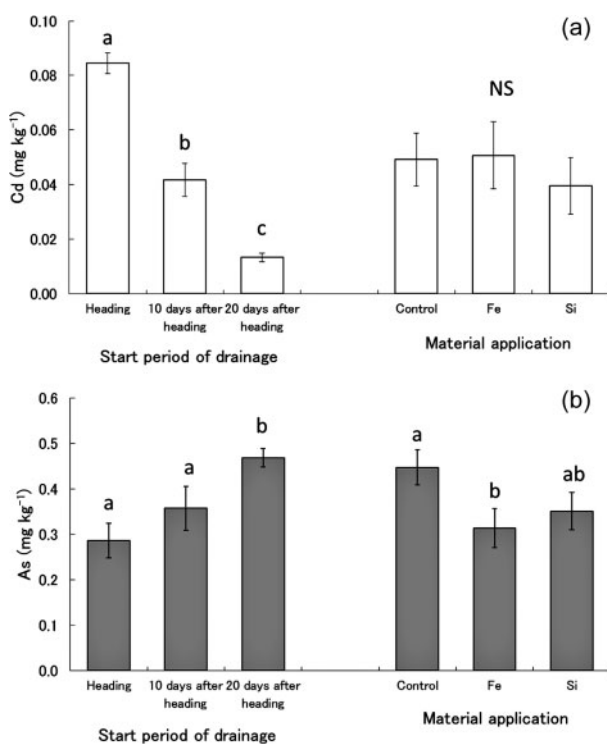 (a)
Cd (mg kg⁻¹)
0.10
0.08
0.06
0.04
0.02
0.00
a
b
c
NS
Heading
10 days after heading
20 days after heading
Control
Fe
Si
Start period of drainage
Material application
(b)
As (mg kg⁻¹)
0.6
0.5
0.4
0.3
0.2
0.1
0.0
a
a
b
a
b
ab
Heading
10 days after heading
20 days after heading
Control
Fe
Si
Start period of drainage
Material application